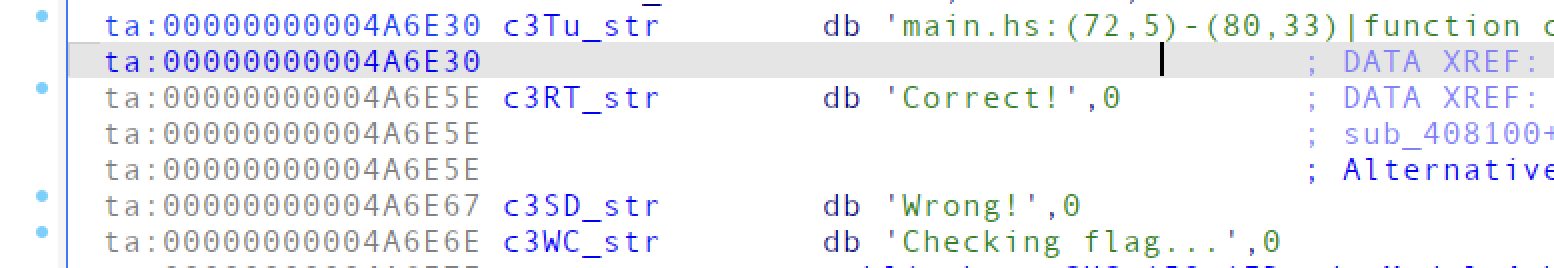 ta:00000000004A6E30 c3Tu_str db 'main.hs:(72,5)-(80,33)|function
ta:00000000004A6E30 ; DATA XREF:
ta:00000000004A6E5E c3RT_str db 'Correct!',0 ; DATA XREF:
ta:00000000004A6E5E ; sub_408100+
ta:00000000004A6E5E ; Alternative
ta:00000000004A6E67 c3SD_str db 'Wrong!',0
ta:00000000004A6E6E c3WC_str db 'Checking flag...',0